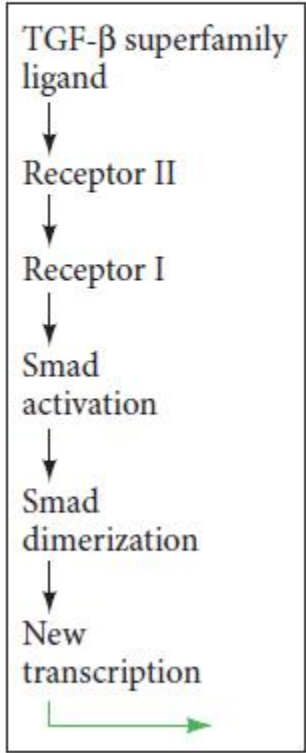 TGF-β superfamily
ligand
Receptor II
Receptor I
Smad
activation
Smad
dimerization
New
transcription